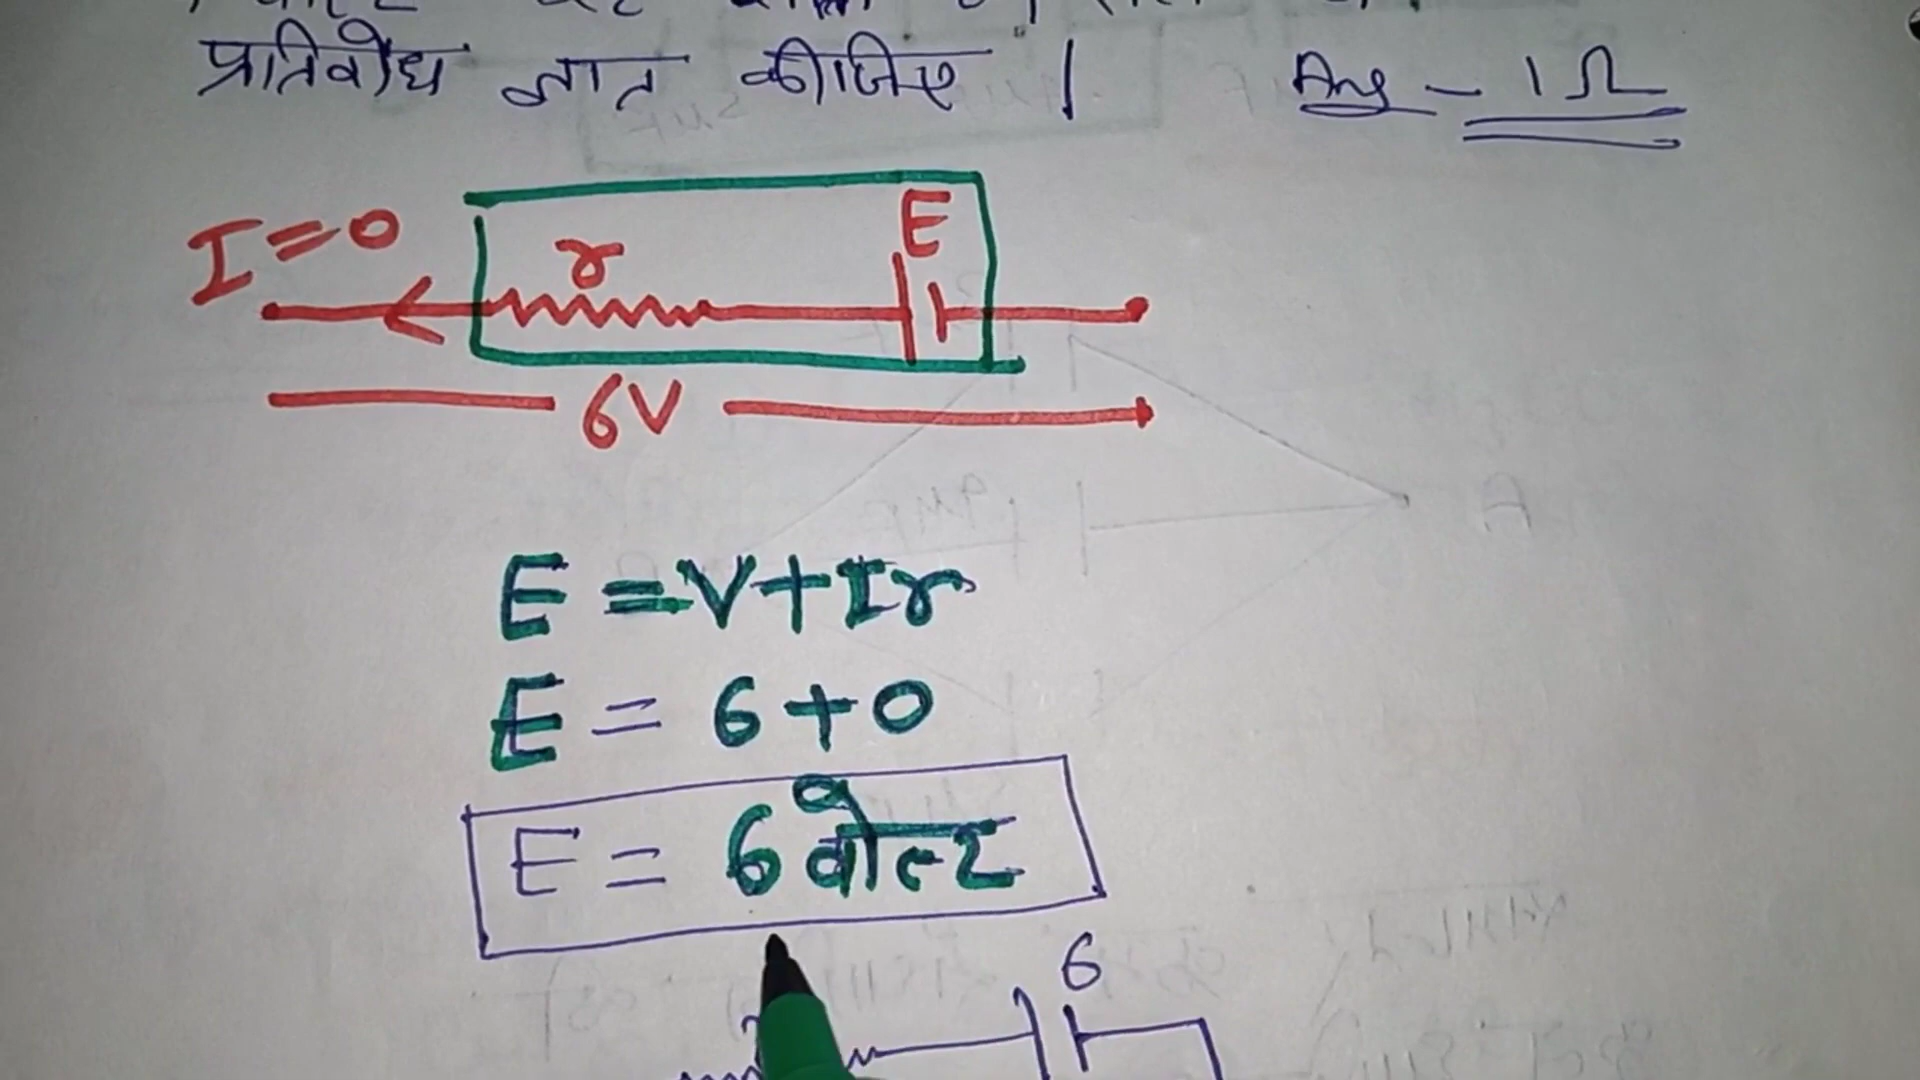 प्रतिरोध ज्ञात कीजिए | Ans - 1Ω
I=0
r
E
6V
E = V+Ir
E = 6+0
E = 6 वोल्ट
6